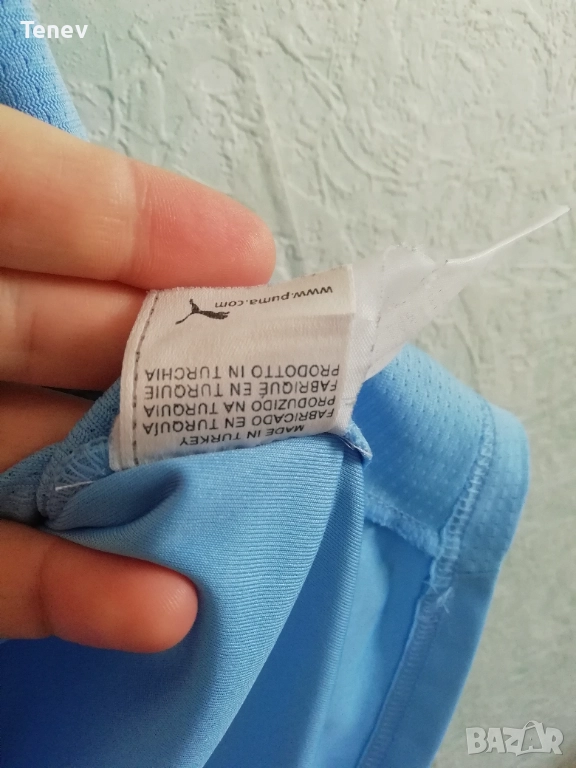 Tenev
MADE IN TURKEY
FABRICADO EN TURQUÍA
PRODUZIDO NA TURQUIA
FABRIQUÉ EN TURQUIE
PRODOTTO IN TURCHIA
www.puma.com
BAZAR